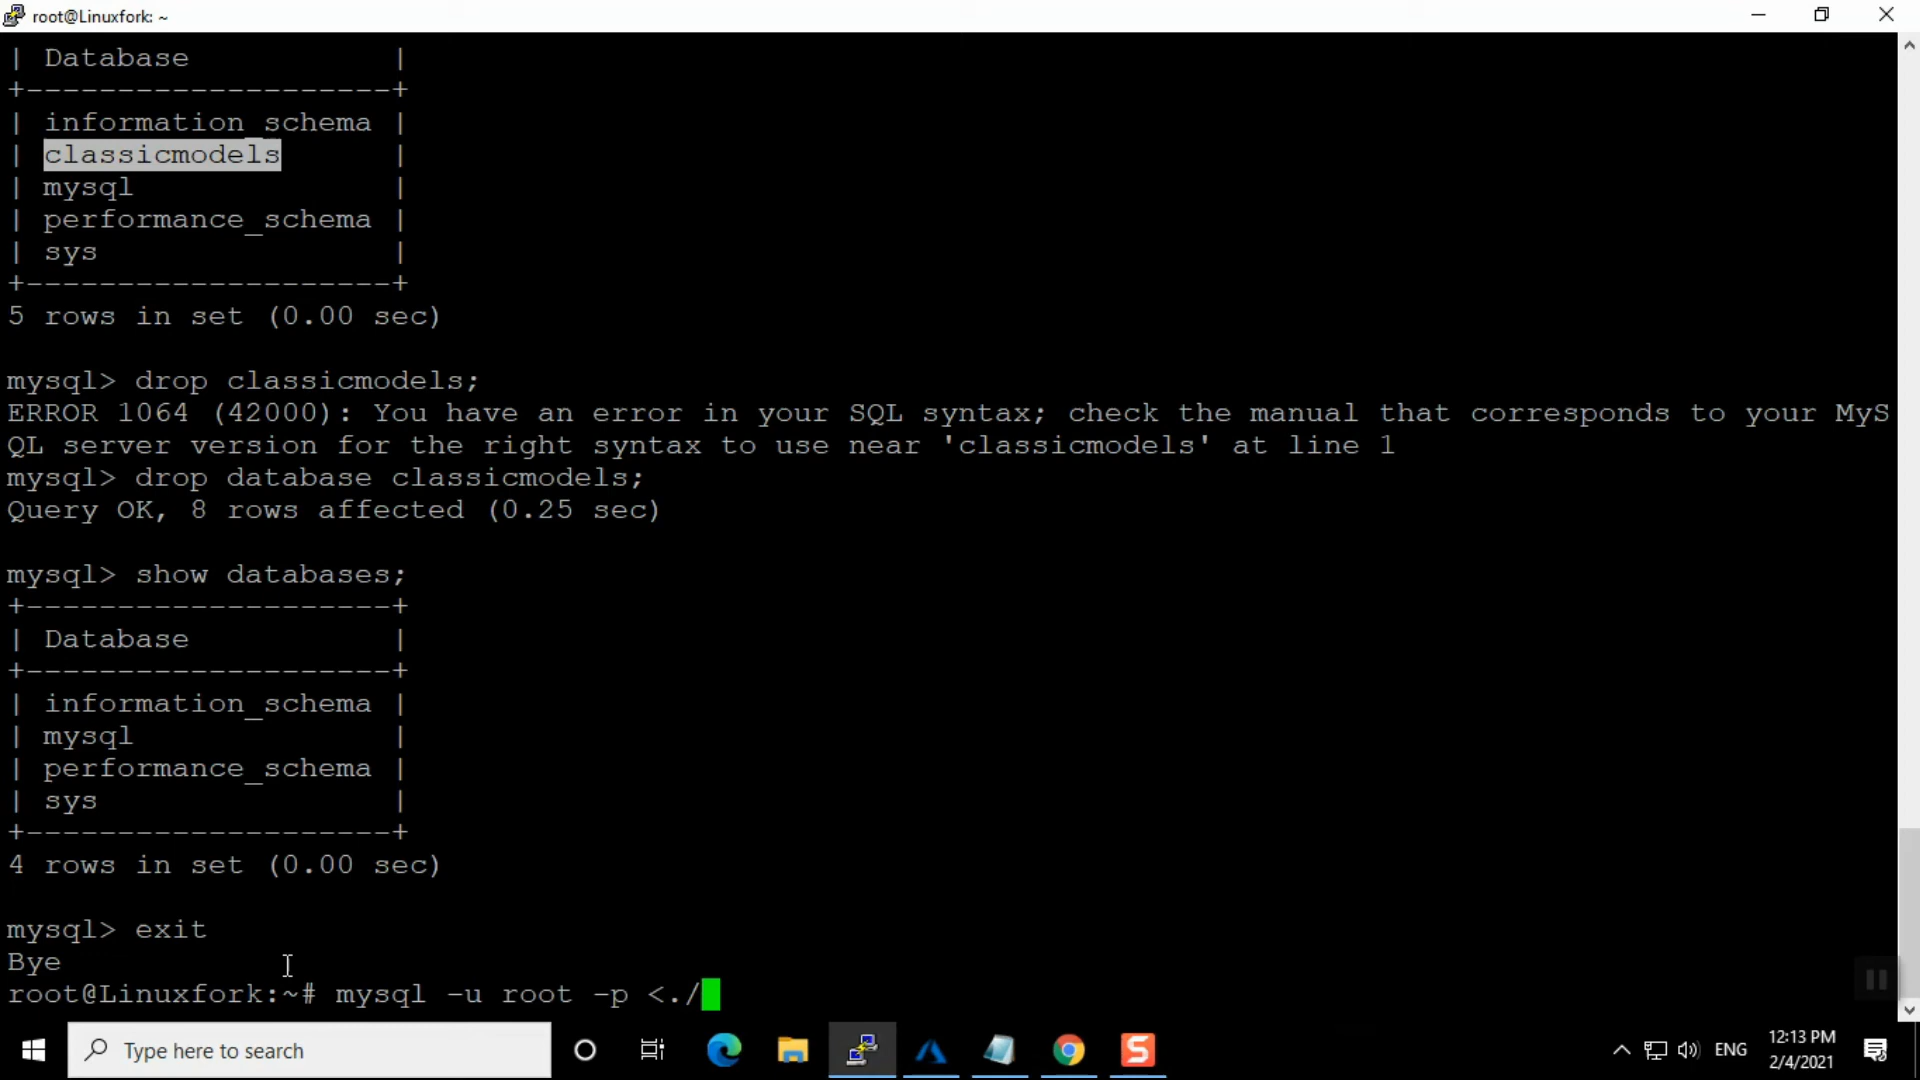 root@Linuxfork: ~
| Database           |
+--------------------+
| information_schema |
| classicmodels      |
| mysql              |
| performance_schema |
| sys                |
+--------------------+
5 rows in set (0.00 sec)
mysql> drop classicmodels;
ERROR 1064 (42000): You have an error in your SQL syntax; check the manual that corresponds to your MyS
QL server version for the right syntax to use near 'classicmodels' at line 1
mysql> drop database classicmodels;
Query OK, 8 rows affected (0.25 sec)
mysql> show databases;
+--------------------+
| Database           |
+--------------------+
| information_schema |
| mysql              |
| performance_schema |
| sys                |
+--------------------+
4 rows in set (0.00 sec)
mysql> exit
Bye
root@Linuxfork:~# mysql -u root -p <./
Type here to search
ENG
12:13 PM
2/4/2021